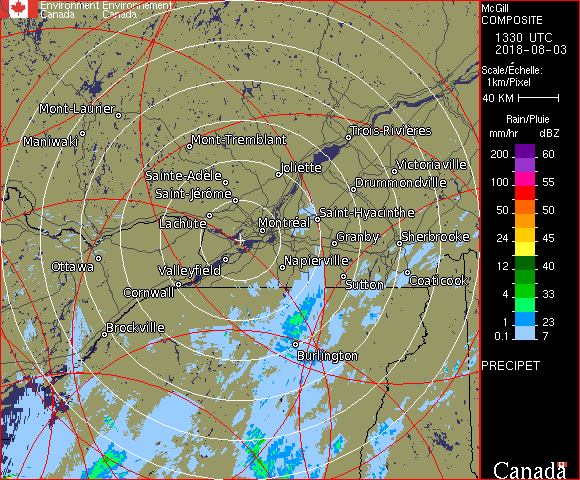 Environment Environnement
Canada Canada
McGill
COMPOSITE
1330 UTC
2018-08-03
Scale/Échelle:
1km/Pixel
40 KM
Rain/Pluie
mm/hr dBZ
200 60
150 57
100 55
50 50
24 45
12 40
4 33
1 23
0.1 7
PRECIPET
Canada
Mont-Laurier
Maniwaki
Mont-Tremblant
Trois-Rivières
Joliette
Victoriaville
Sainte-Adèle
Drummondville
Saint-Jérôme
Lachute
Saint-Hyacinthe
Montréal
Granby
Sherbrooke
Ottawa
Valleyfield
Napierville
Cornwall
Sutton
Coaticook
Brockville
Burlington